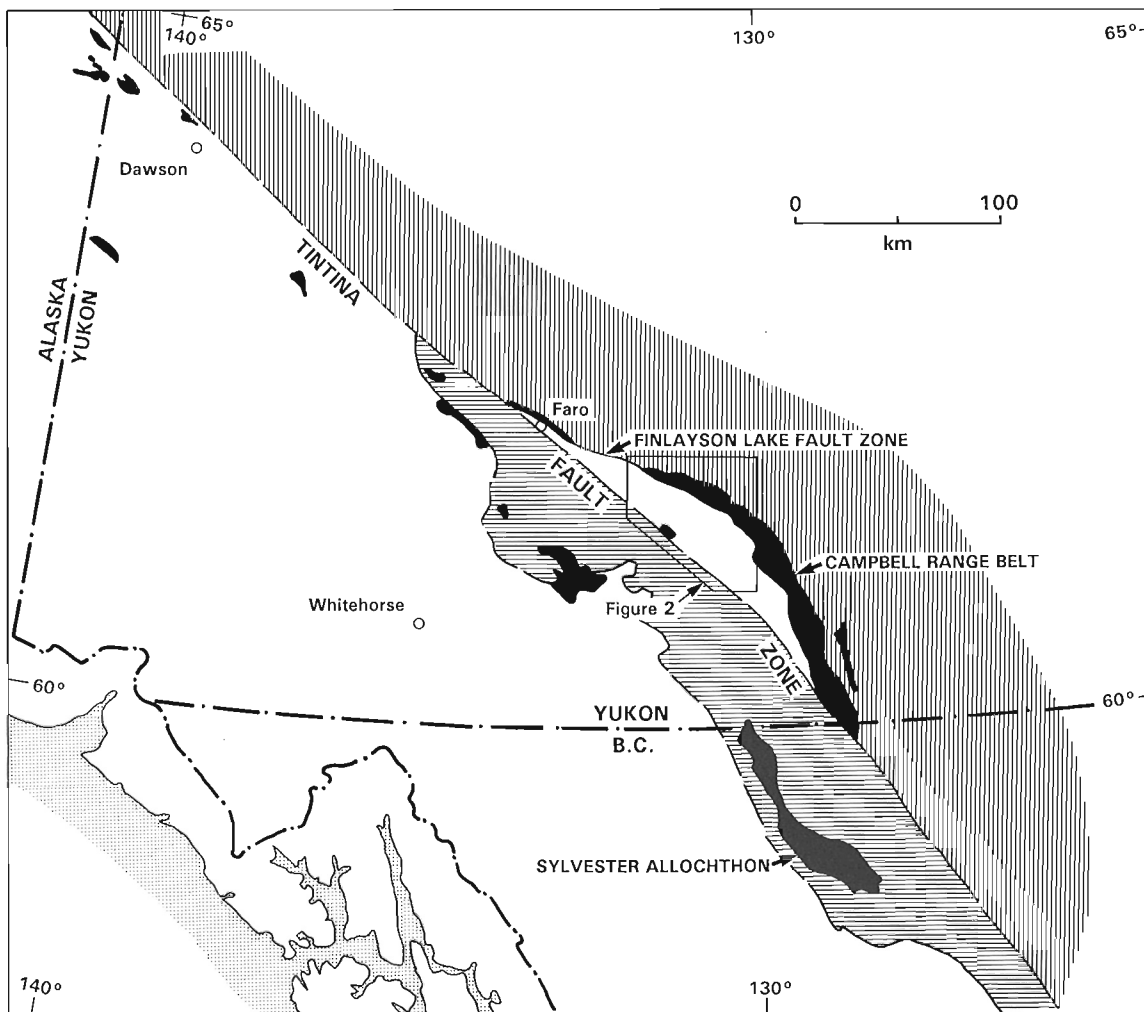 65°
140°
130°
65°
Dawson
0 100
km
TINTINA
ALASKA
YUKON
Faro
FINLAYSON LAKE FAULT ZONE
FAULT
CAMPBELL RANGE BELT
Figure 2
Whitehorse
ZONE
60°
60°
YUKON
B.C.
SYLVESTER ALLOCHTHON
140°
130°